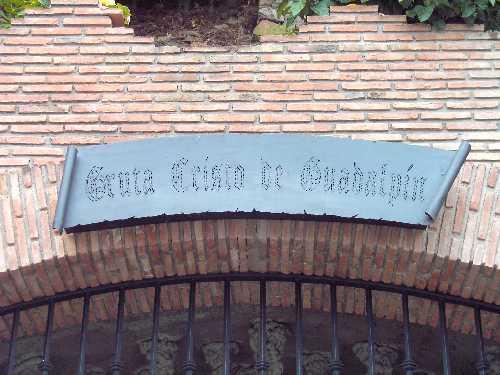 Gruta Cristo de Guadalpín